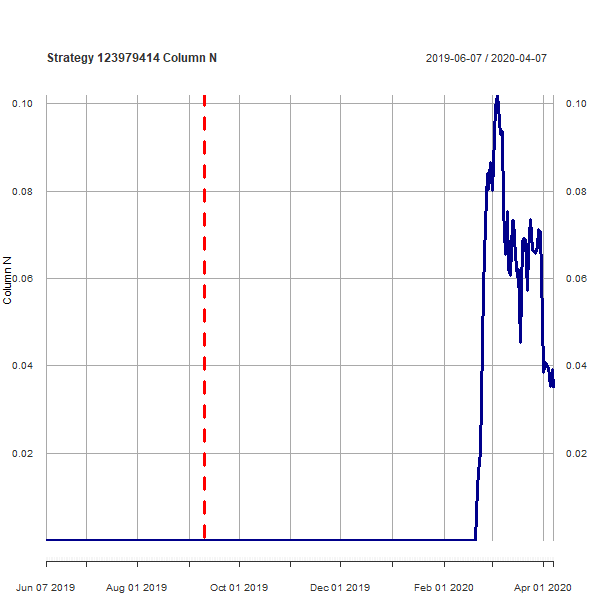 Strategy 123979414 Column N
2019-06-07 / 2020-04-07
0.10
0.10
0.08
0.08
0.06
0.06
Column N
0.04
0.04
0.02
0.02
Jun 07 2019
Aug 01 2019
Oct 01 2019
Dec 01 2019
Feb 01 2020
Apr 01 2020